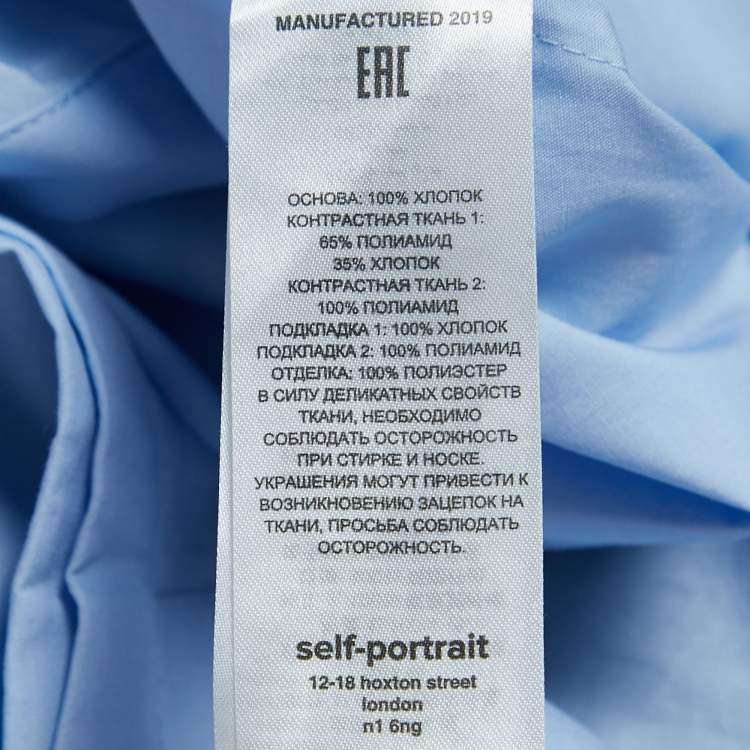 MANUFACTURED 2019
EAC
ОСНОВА: 100% ХЛОПОК
КОНТРАСТНАЯ ТКАНЬ 1:
65% ПОЛИАМИД
35% ХЛОПОК
КОНТРАСТНАЯ ТКАНЬ 2:
100% ПОЛИАМИД
ПОДКЛАДКА 1: 100% ХЛОПОК
ПОДКЛАДКА 2: 100% ПОЛИАМИД
ОТДЕЛКА: 100% ПОЛИЭСТЕР
В СИЛУ ДЕЛИКАТНЫХ СВОЙСТВ
ТКАНИ, НЕОБХОДИМО
СОБЛЮДАТЬ ОСТОРОЖНОСТЬ
ПРИ СТИРКЕ И НОСКЕ.
УКРАШЕНИЯ МОГУТ ПРИВЕСТИ К
ВОЗНИКНОВЕНИЮ ЗАЦЕПОК НА
ТКАНИ, ПРОСЬБА СОБЛЮДАТЬ
ОСТОРОЖНОСТЬ.
self-portrait
12-18 hoxton street
london
n1 6ng